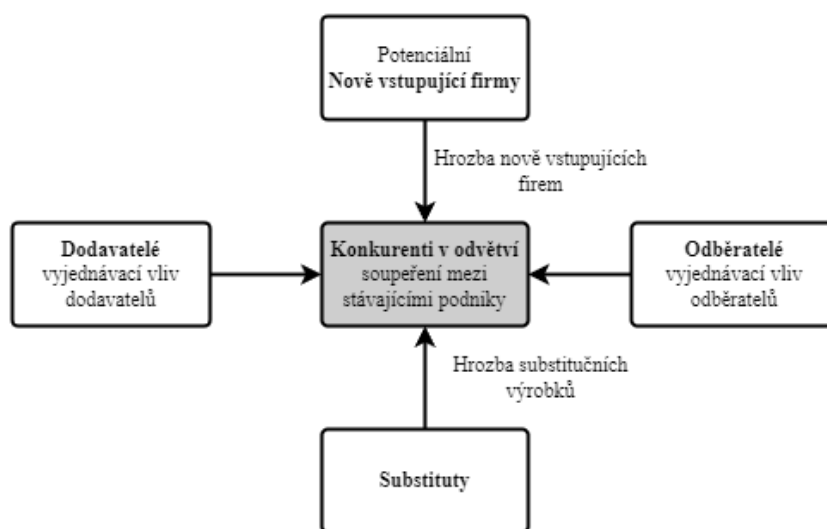 Potenciální
Nově vstupující firmy
Hrozba nově vstupujících
firem
Dodavatelé
vyjednávací vliv
dodavatelů
Konkurenti v odvětví
soupeření mezi
stávajícími podniky
Odběratelé
vyjednávací vliv
odběratelů
Hrozba substitučních
výrobků
Substituty